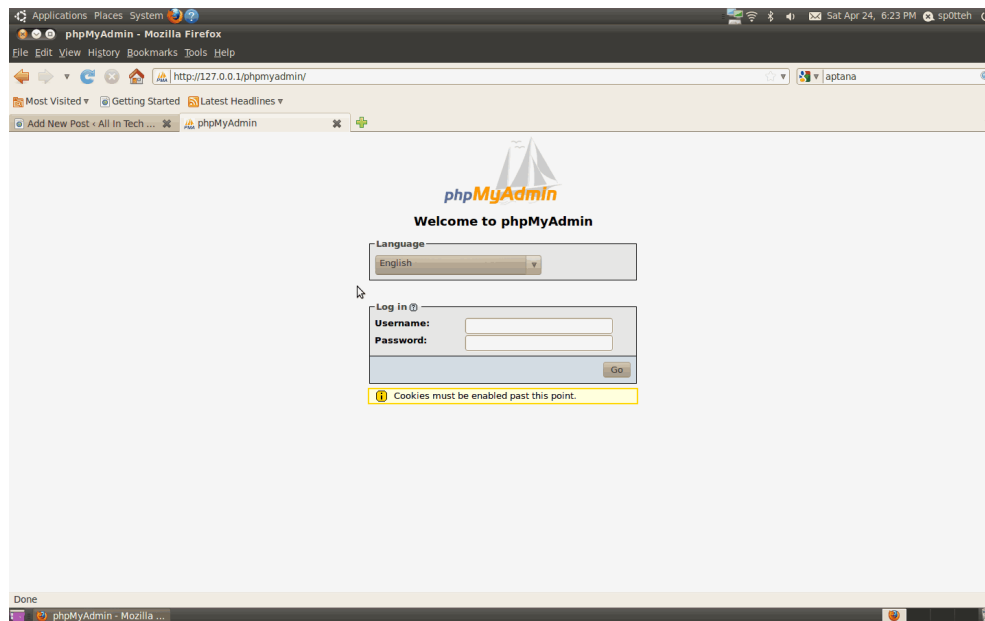 Applications Places System Sat Apr 24, 6:23 PM sp0tteh
phpMyAdmin - Mozilla Firefox
File Edit View History Bookmarks Tools Help
PMA http://127.0.0.1/phpmyadmin/ aptana
Most Visited Getting Started Latest Headlines
Add New Post ‹ All In Tech ... PMA phpMyAdmin
phpMyAdmin
Welcome to phpMyAdmin
Language
English
Log in
Username:
Password:
Go
Cookies must be enabled past this point.
Done
phpMyAdmin - Mozilla ...